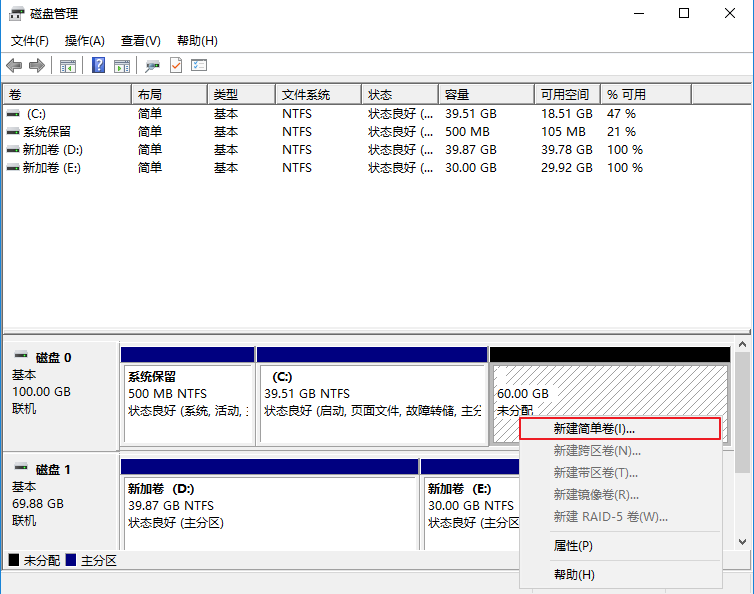 磁盘管理
文件(F) 操作(A) 查看(V) 帮助(H)
卷 布局 类型 文件系统 状态 容量 可用空间 % 可用
(C:) 简单 基本 NTFS 状态良好 (... 39.51 GB 18.51 GB 47 %
系统保留 简单 基本 NTFS 状态良好 (... 500 MB 105 MB 21 %
新加卷 (D:) 简单 基本 NTFS 状态良好 (... 39.87 GB 39.78 GB 100 %
新加卷 (E:) 简单 基本 NTFS 状态良好 (... 30.00 GB 29.92 GB 100 %
磁盘 0
基本
100.00 GB
联机
系统保留
500 MB NTFS
状态良好 (系统, 活动, 
(C:)
39.51 GB NTFS
状态良好 (启动, 页面文件, 故障转储, 主分
60.00 GB
未分配
新建简单卷(I)...
新建跨区卷(N)...
新建带区卷(T)...
新建镜像卷(R)...
新建 RAID-5 卷(W)...
属性(P)
帮助(H)
磁盘 1
基本
69.88 GB
联机
新加卷 (D:)
39.87 GB NTFS
状态良好 (主分区)
新加卷 (E:)
30.00 GB NTFS
状态良好 (主分区
未分配 主分区